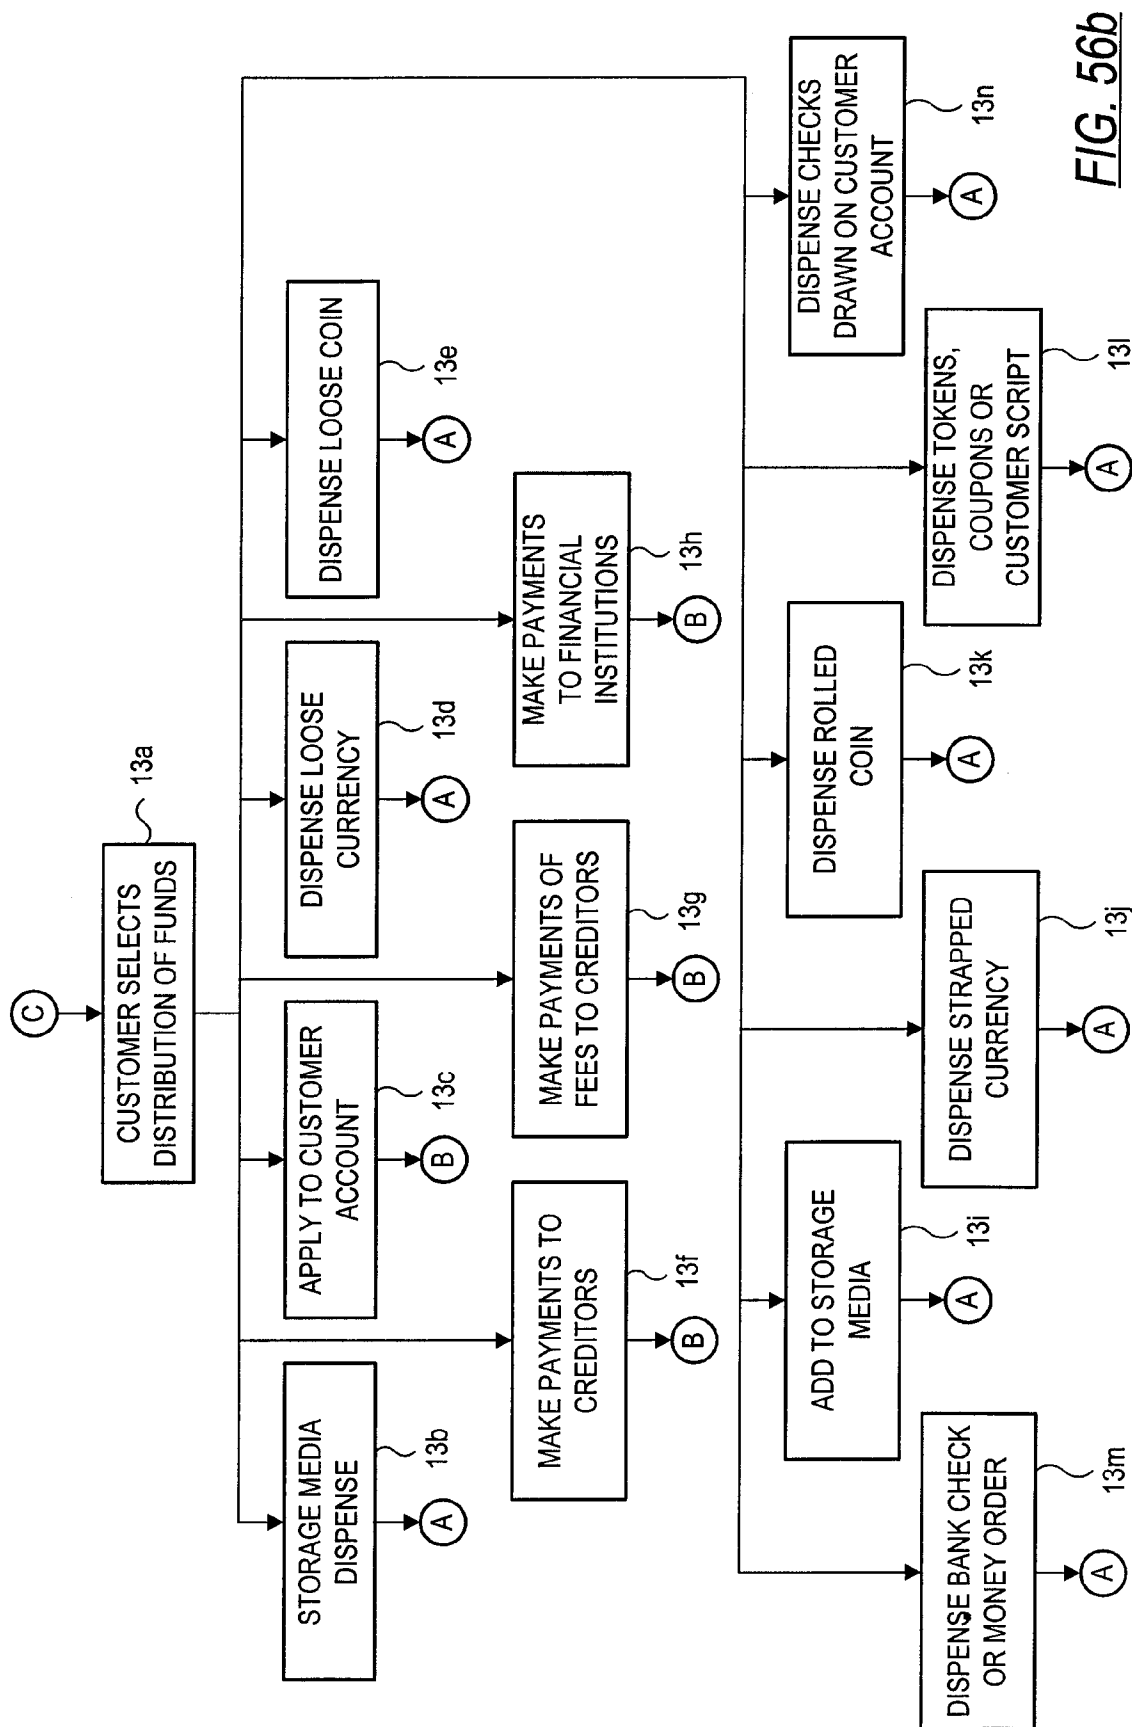 C
CUSTOMER SELECTS
DISTRIBUTION OF FUNDS
13a
STORAGE MEDIA
DISPENSE
13b
A
APPLY TO CUSTOMER
ACCOUNT
13c
B
DISPENSE LOOSE
CURRENCY
13d
A
DISPENSE LOOSE COIN
13e
A
MAKE PAYMENTS TO
CREDITORS
13f
B
MAKE PAYMENTS OF
FEES TO CREDITORS
13g
B
MAKE PAYMENTS
TO FINANCIAL
INSTITUTIONS
13h
B
ADD TO STORAGE
MEDIA
13i
A
DISPENSE ROLLED
COIN
13k
A
DISPENSE CHECKS
DRAWN ON CUSTOMER
ACCOUNT
13n
A
DISPENSE BANK CHECK
OR MONEY ORDER
13m
A
DISPENSE STRAPPED
CURRENCY
13j
A
DISPENSE TOKENS,
COUPONS OR
CUSTOMER SCRIPT
13l
A
FIG. 56b